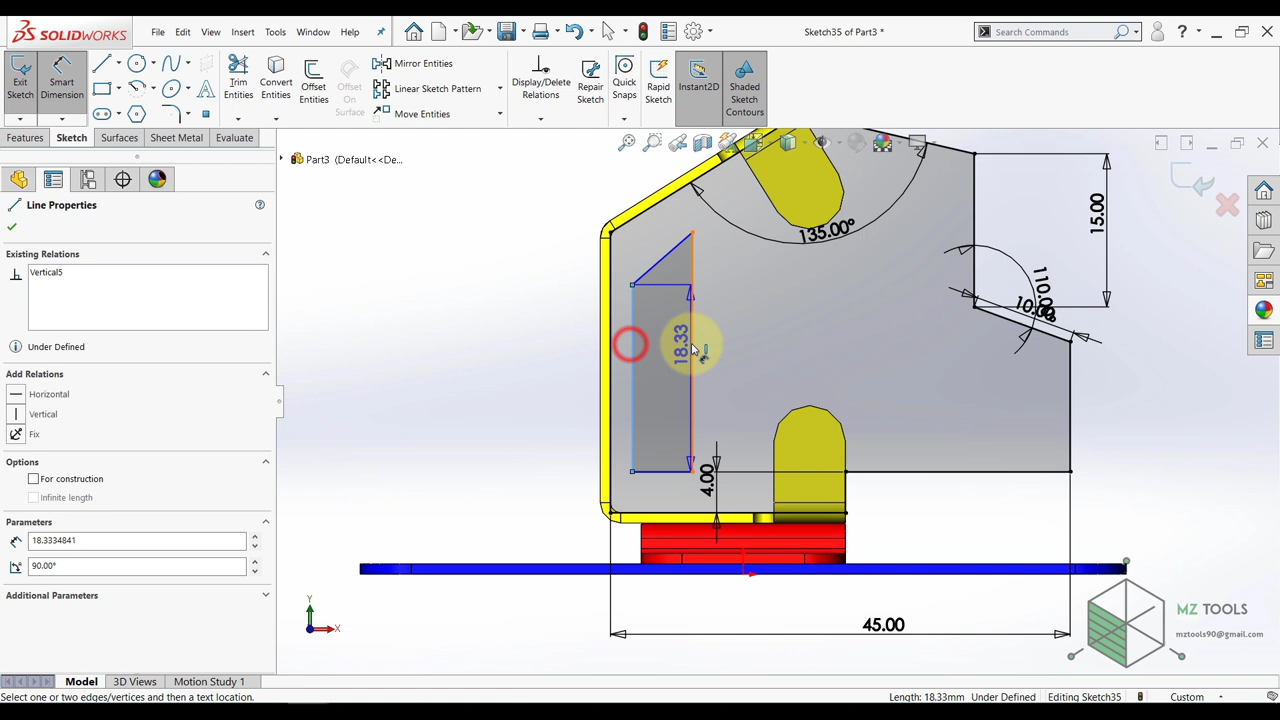 SOLIDWORKS
File Edit View Insert Tools Window Help
Sketch35 of Part3 *
Search Commands
Exit Sketch
Smart Dimension
Trim Entities
Convert Entities
Offset Entities
Offset On Surface
Mirror Entities
Linear Sketch Pattern
Move Entities
Display/Delete Relations
Repair Sketch
Quick Snaps
Rapid Sketch
Instant2D
Shaded Sketch Contours
Features Sketch Surfaces Sheet Metal Evaluate
Part3 (Default<<De...
Line Properties
Existing Relations
Vertical5
Under Defined
Add Relations
Horizontal
Vertical
Fix
Options
For construction
Infinite length
Parameters
18.3334841
90.00°
Additional Parameters
135.00°
15.00
110.00°
18.33
4.00
45.00
Y
X
MZ TOOLS
mztools90@gmail.com
Model 3D Views Motion Study 1
Select one or two edges/vertices and then a text location.
Length: 18.33mm Under Defined Editing Sketch35 Custom